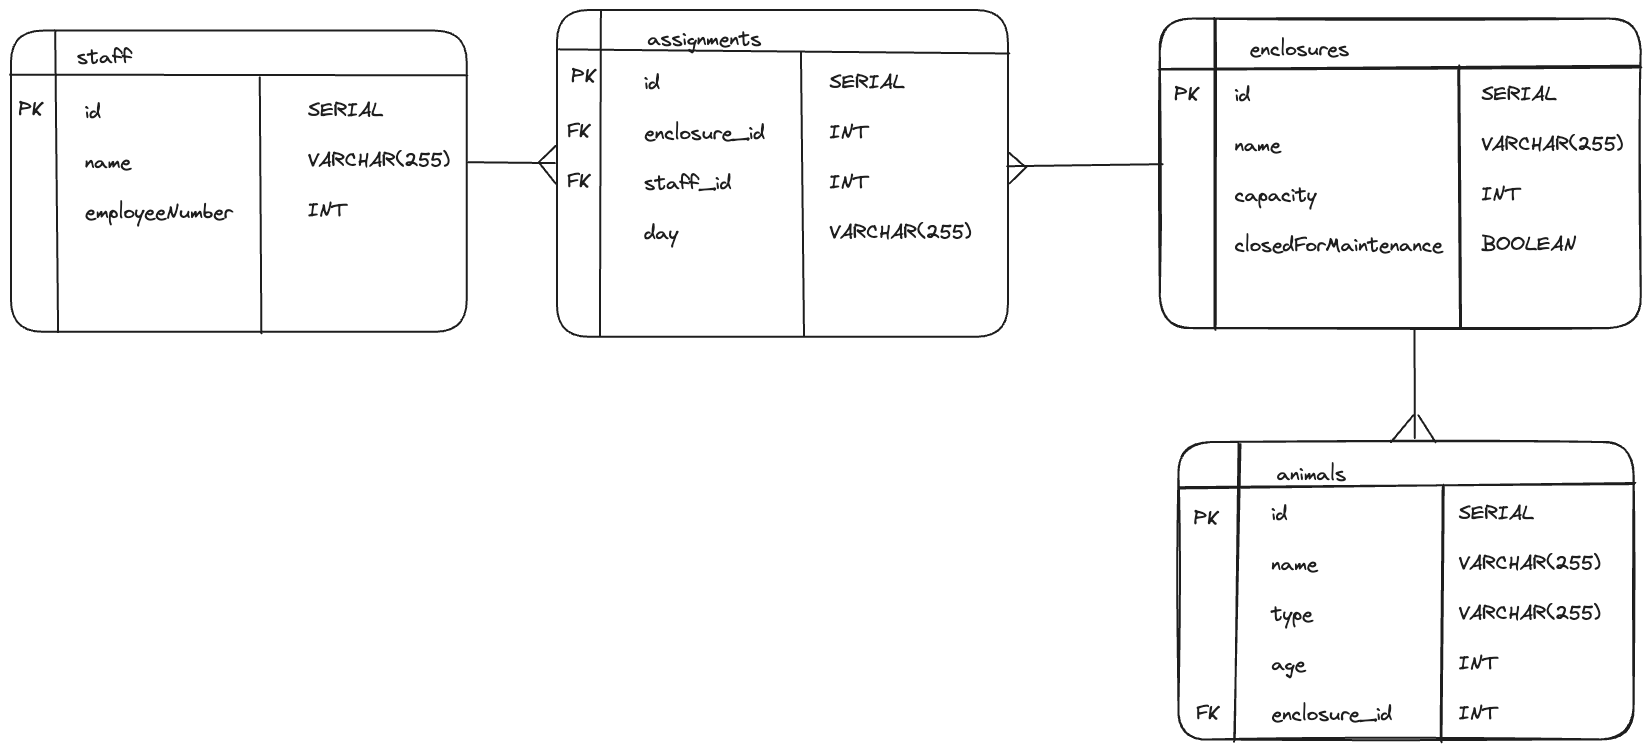 staff
PK id SERIAL
name VARCHAR(255)
employeeNumber INT
assignments
PK id SERIAL
FK enclosure_id INT
FK staff_id INT
day VARCHAR(255)
enclosures
PK id SERIAL
name VARCHAR(255)
capacity INT
closedForMaintenance BOOLEAN
animals
PK id SERIAL
name VARCHAR(255)
type VARCHAR(255)
age INT
FK enclosure_id INT